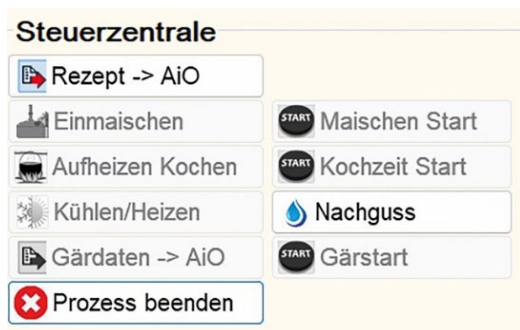 Steuerzentrale
Rezept -> AiO
Einmaischen
START Maischen Start
Aufheizen Kochen
START Kochzeit Start
Kühlen/Heizen
Nachguss
Gärdaten -> AiO
START Gärstart
Prozess beenden